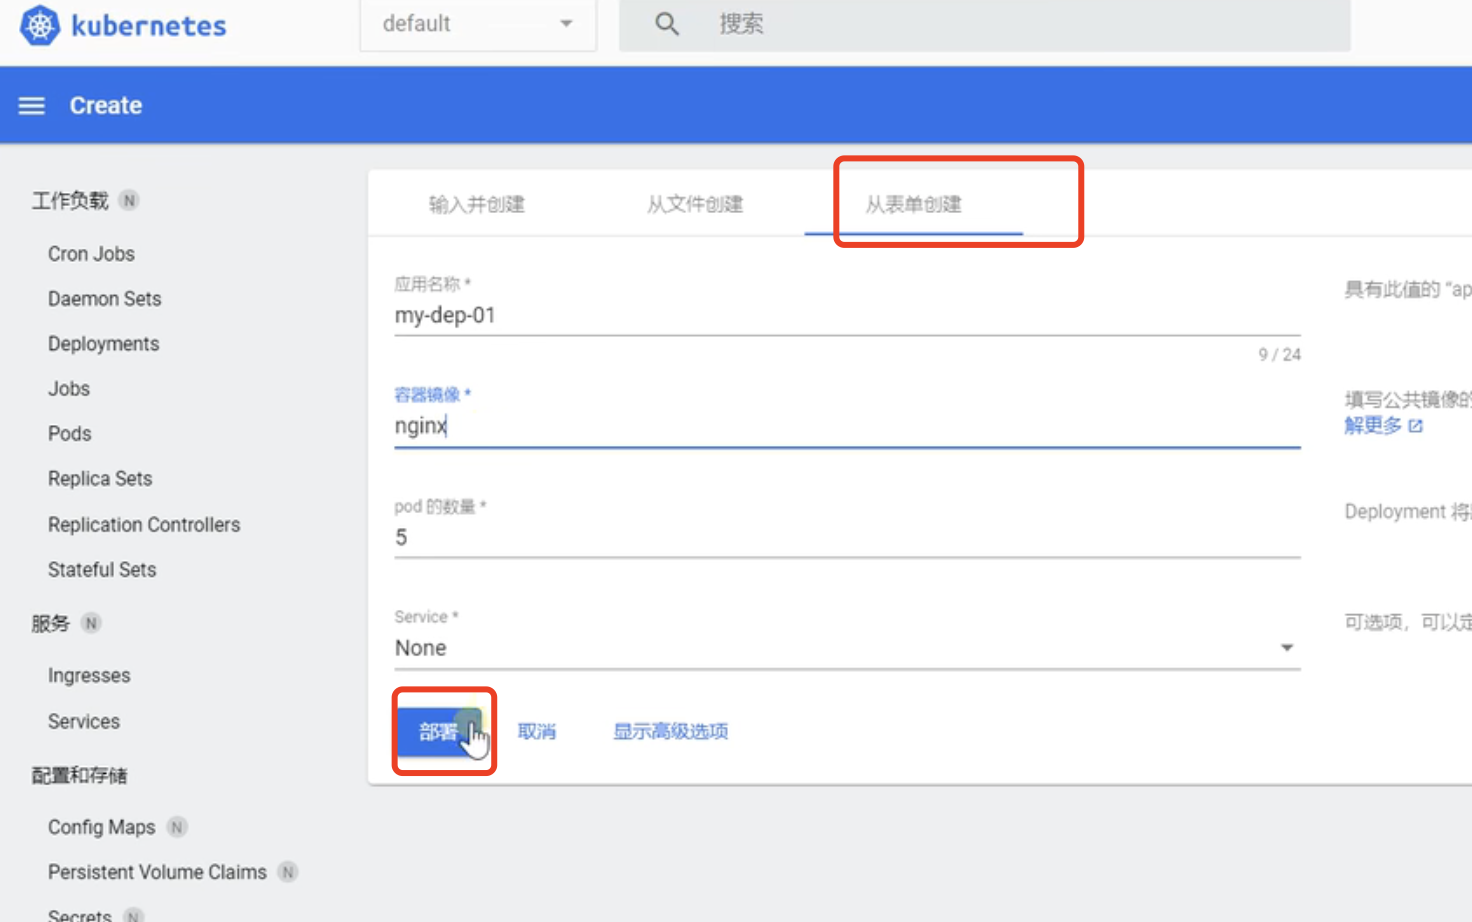 kubernetes
default
搜索
Create
工作负载 N
Cron Jobs
Daemon Sets
Deployments
Jobs
Pods
Replica Sets
Replication Controllers
Stateful Sets
服务 N
Ingresses
Services
配置和存储
Config Maps N
Persistent Volume Claims N
Secrets N
输入并创建
从文件创建
从表单创建
应用名称 *
my-dep-01
9 / 24
具有此值的 “ap
容器镜像 *
nginx
填写公共镜像的
解更多
pod 的数量 *
5
Deployment 将
Service *
None
可选项，可以定
部署
取消
显示高级选项